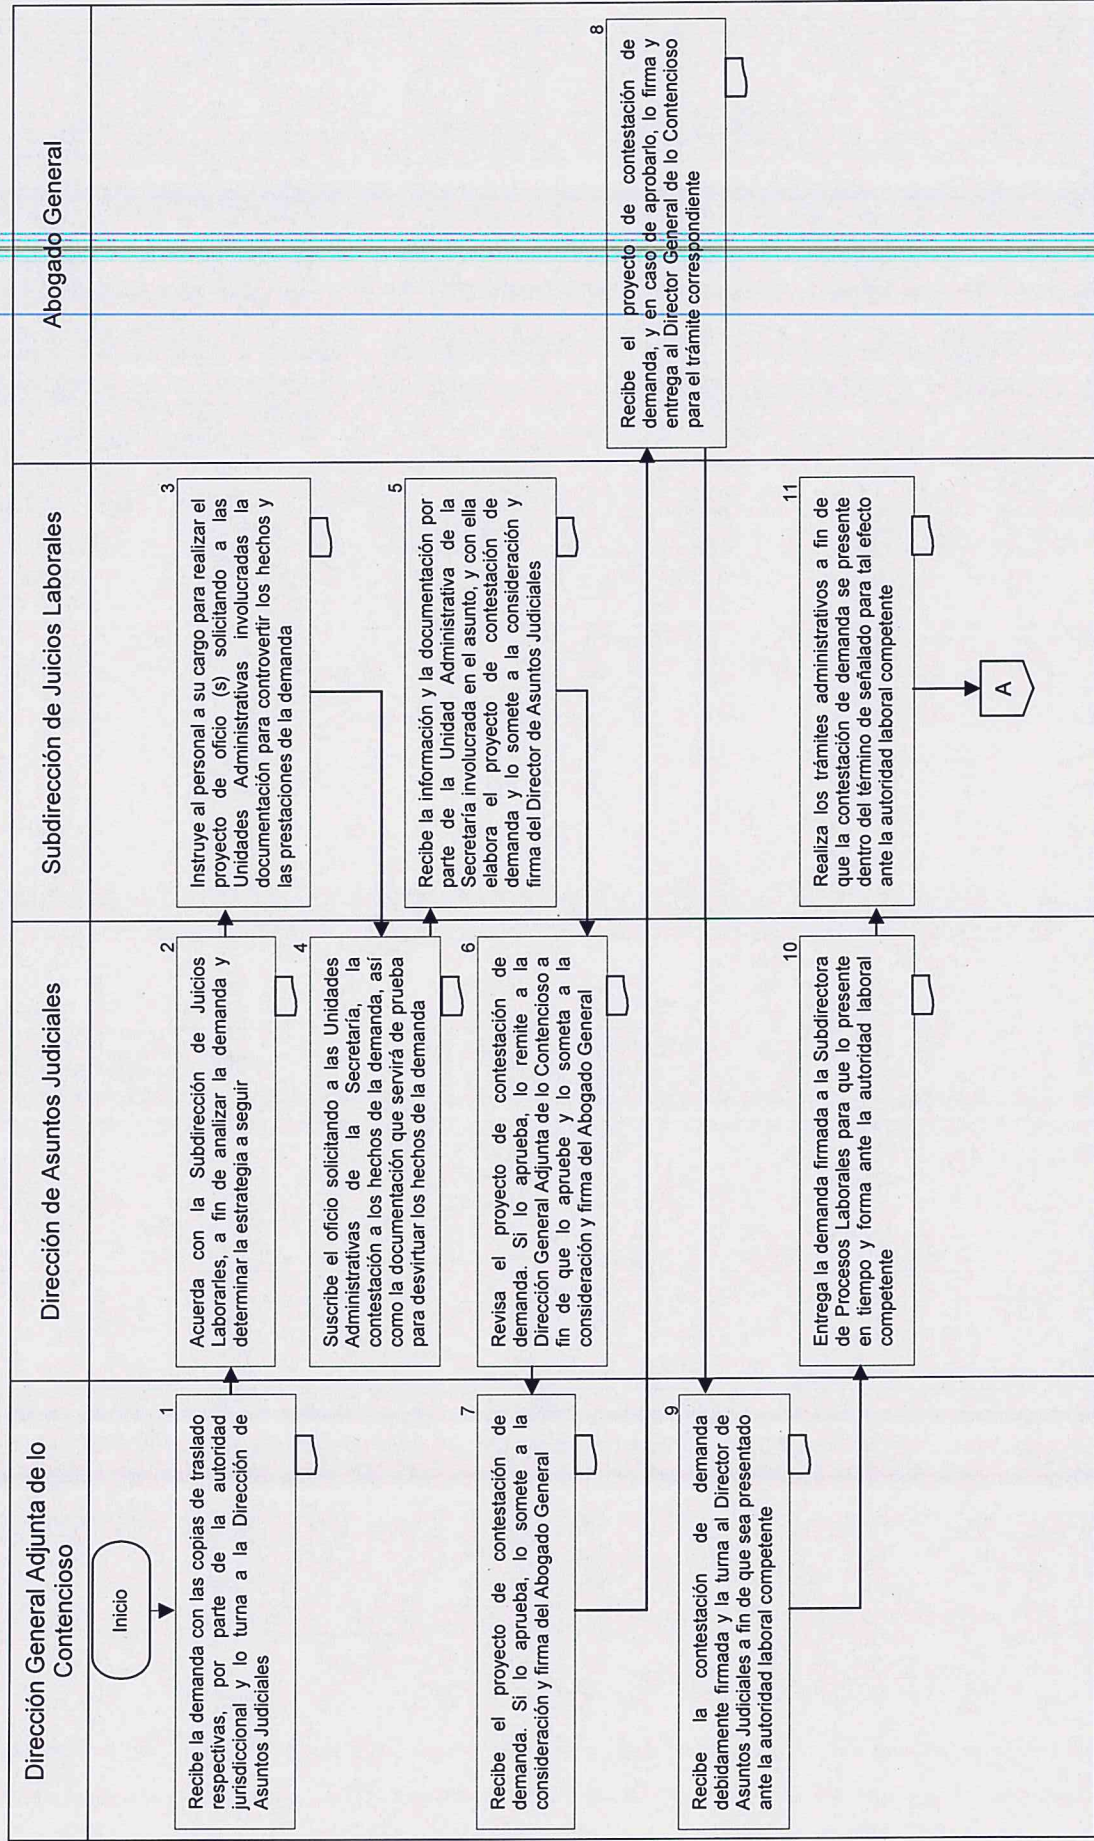 Dirección General Adjunta de lo
Contencioso
Dirección de Asuntos Judiciales
Subdirección de Juicios Laborales
Abogado General
Inicio
1
Recibe la demanda con las copias de traslado
respectivas, por parte de la autoridad
jurisdiccional y lo turna a la Dirección de
Asuntos Judiciales
2
Acuerda con la Subdirección de Juicios
Laborarles, a fin de analizar la demanda y
determinar la estrategia a seguir
3
Instruye al personal a su cargo para realizar el
proyecto de oficio (s) solicitando a las
Unidades Administrativas involucradas la
documentación para controvertir los hechos y
las prestaciones de la demanda
4
Suscribe el oficio solicitando a las Unidades
Administrativas de la Secretaría, la
contestación a los hechos de la demanda, así
como la documentación que servirá de prueba
para desvirtuar los hechos de la demanda
5
Recibe la información y la documentación por
parte de la Unidad Administrativa de la
Secretaría involucrada en el asunto, y con ella
elabora el proyecto de contestación de
demanda y lo somete a la consideración y
firma del Director de Asuntos Judiciales
6
Revisa el proyecto de contestación de
demanda. Si lo aprueba, lo remite a la
Dirección General Adjunta de lo Contencioso a
fin de que lo apruebe y lo someta a la
consideración y firma del Abogado General
7
Recibe el proyecto de contestación de
demanda. Si lo aprueba, lo somete a la
consideración y firma del Abogado General
8
Recibe el proyecto de contestación de
demanda, y en caso de aprobarlo, lo firma y
entrega al Director General de lo Contencioso
para el trámite correspondiente
9
Recibe la contestación de demanda
debidamente firmada y la turna al Director de
Asuntos Judiciales a fin de que sea presentado
ante la autoridad laboral competente
10
Entrega la demanda firmada a la Subdirectora
de Procesos Laborales para que lo presente
en tiempo y forma ante la autoridad laboral
competente
11
Realiza los trámites administrativos a fin de
que la contestación de demanda se presente
dentro del término de señalado para tal efecto
ante la autoridad laboral competente
A